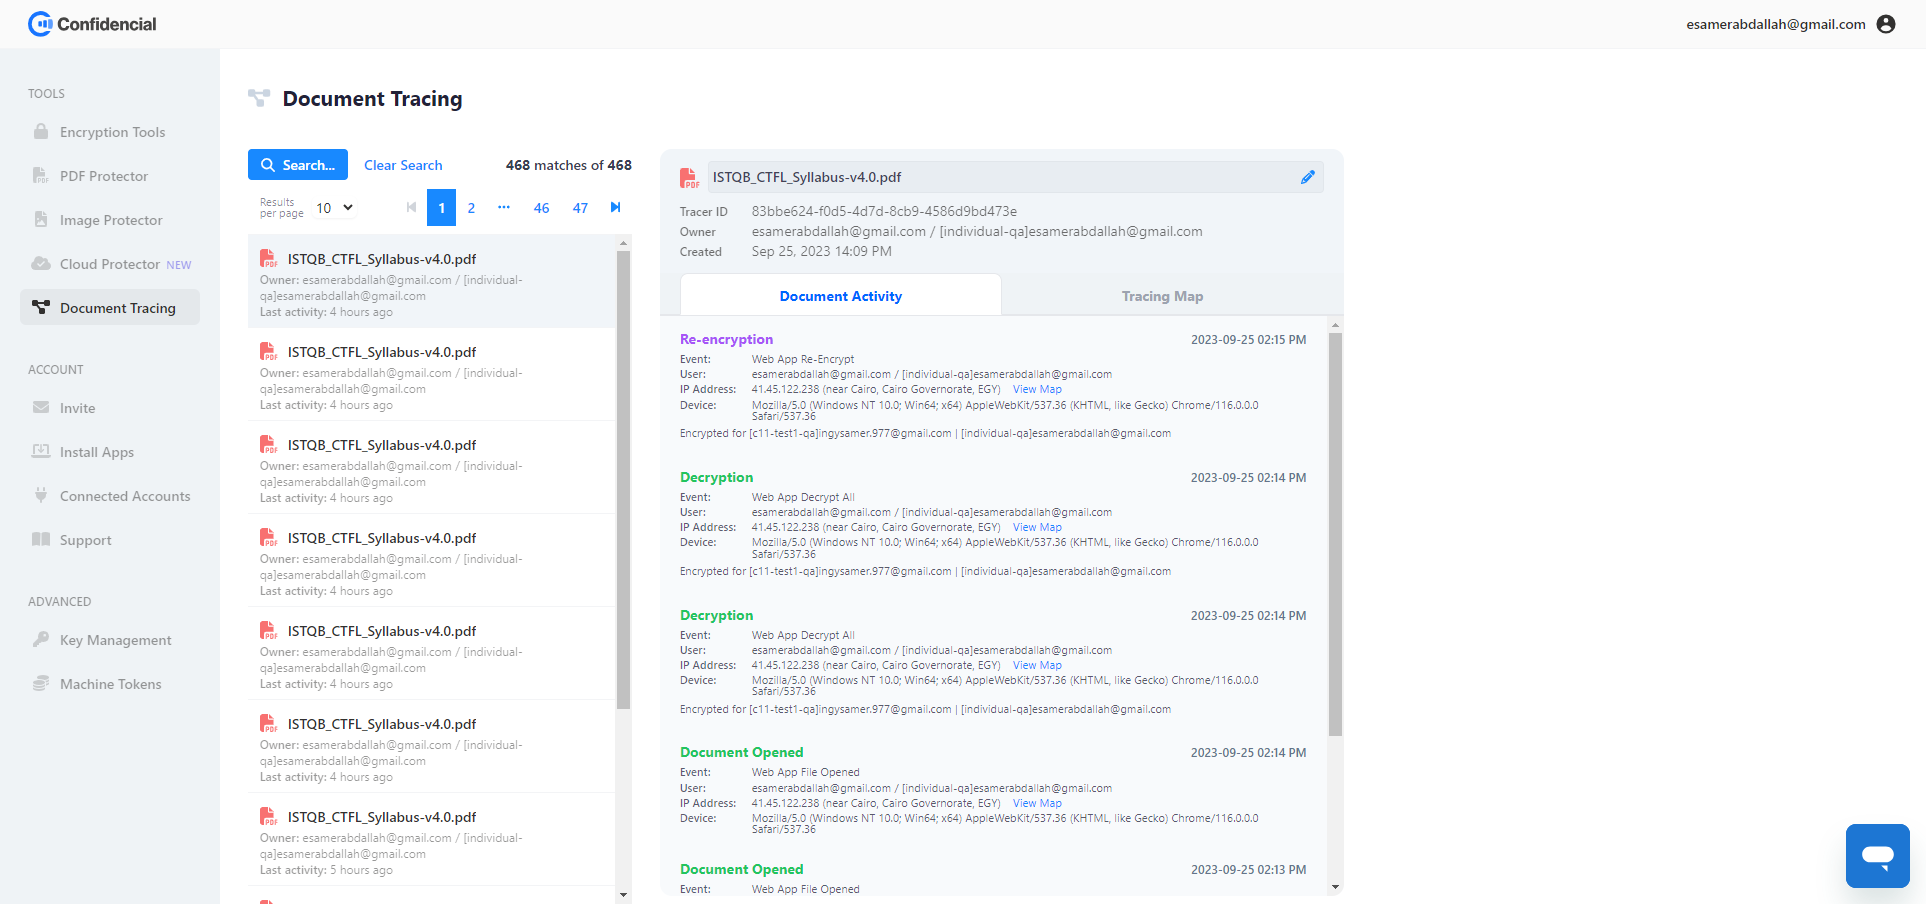 Confidencial
esamerabdallah@gmail.com
TOOLS
Encryption Tools
PDF Protector
Image Protector
Cloud Protector NEW
Document Tracing
ACCOUNT
Invite
Install Apps
Connected Accounts
Support
ADVANCED
Key Management
Machine Tokens
Document Tracing
Search... Clear Search 468 matches of 468
Results
per page
10
1 2 ··· 46 47
PDF ISTQB_CTFL_Syllabus-v4.0.pdf
Owner: esamerabdallah@gmail.com / [individual-
qa]esamerabdallah@gmail.com
Last activity: 4 hours ago
PDF ISTQB_CTFL_Syllabus-v4.0.pdf
Owner: esamerabdallah@gmail.com / [individual-
qa]esamerabdallah@gmail.com
Last activity: 4 hours ago
PDF ISTQB_CTFL_Syllabus-v4.0.pdf
Owner: esamerabdallah@gmail.com / [individual-
qa]esamerabdallah@gmail.com
Last activity: 4 hours ago
PDF ISTQB_CTFL_Syllabus-v4.0.pdf
Owner: esamerabdallah@gmail.com / [individual-
qa]esamerabdallah@gmail.com
Last activity: 4 hours ago
PDF ISTQB_CTFL_Syllabus-v4.0.pdf
Owner: esamerabdallah@gmail.com / [individual-
qa]esamerabdallah@gmail.com
Last activity: 4 hours ago
PDF ISTQB_CTFL_Syllabus-v4.0.pdf
Owner: esamerabdallah@gmail.com / [individual-
qa]esamerabdallah@gmail.com
Last activity: 4 hours ago
PDF ISTQB_CTFL_Syllabus-v4.0.pdf
Owner: esamerabdallah@gmail.com / [individual-
qa]esamerabdallah@gmail.com
Last activity: 5 hours ago
PDF ISTQB_CTFL_Syllabus-v4.0.pdf
Tracer ID 83bbe624-f0d5-4d7d-8cb9-4586d9bd473e
Owner esamerabdallah@gmail.com / [individual-qa]esamerabdallah@gmail.com
Created Sep 25, 2023 14:09 PM
Document Activity Tracing Map
Re-encryption 2023-09-25 02:15 PM
Event: Web App Re-Encrypt
User: esamerabdallah@gmail.com / [individual-qa]esamerabdallah@gmail.com
IP Address: 41.45.122.238 (near Cairo, Cairo Governorate, EGY) View Map
Device: Mozilla/5.0 (Windows NT 10.0; Win64; x64) AppleWebKit/537.36 (KHTML, like Gecko) Chrome/116.0.0.0
Safari/537.36
Encrypted for [c11-test1-qa]ingysamer.977@gmail.com | [individual-qa]esamerabdallah@gmail.com
Decryption 2023-09-25 02:14 PM
Event: Web App Decrypt All
User: esamerabdallah@gmail.com / [individual-qa]esamerabdallah@gmail.com
IP Address: 41.45.122.238 (near Cairo, Cairo Governorate, EGY) View Map
Device: Mozilla/5.0 (Windows NT 10.0; Win64; x64) AppleWebKit/537.36 (KHTML, like Gecko) Chrome/116.0.0.0
Safari/537.36
Encrypted for [c11-test1-qa]ingysamer.977@gmail.com | [individual-qa]esamerabdallah@gmail.com
Decryption 2023-09-25 02:14 PM
Event: Web App Decrypt All
User: esamerabdallah@gmail.com / [individual-qa]esamerabdallah@gmail.com
IP Address: 41.45.122.238 (near Cairo, Cairo Governorate, EGY) View Map
Device: Mozilla/5.0 (Windows NT 10.0; Win64; x64) AppleWebKit/537.36 (KHTML, like Gecko) Chrome/116.0.0.0
Safari/537.36
Encrypted for [c11-test1-qa]ingysamer.977@gmail.com | [individual-qa]esamerabdallah@gmail.com
Document Opened 2023-09-25 02:14 PM
Event: Web App File Opened
User: esamerabdallah@gmail.com / [individual-qa]esamerabdallah@gmail.com
IP Address: 41.45.122.238 (near Cairo, Cairo Governorate, EGY) View Map
Device: Mozilla/5.0 (Windows NT 10.0; Win64; x64) AppleWebKit/537.36 (KHTML, like Gecko) Chrome/116.0.0.0
Safari/537.36
Document Opened 2023-09-25 02:13 PM
Event: Web App File Opened